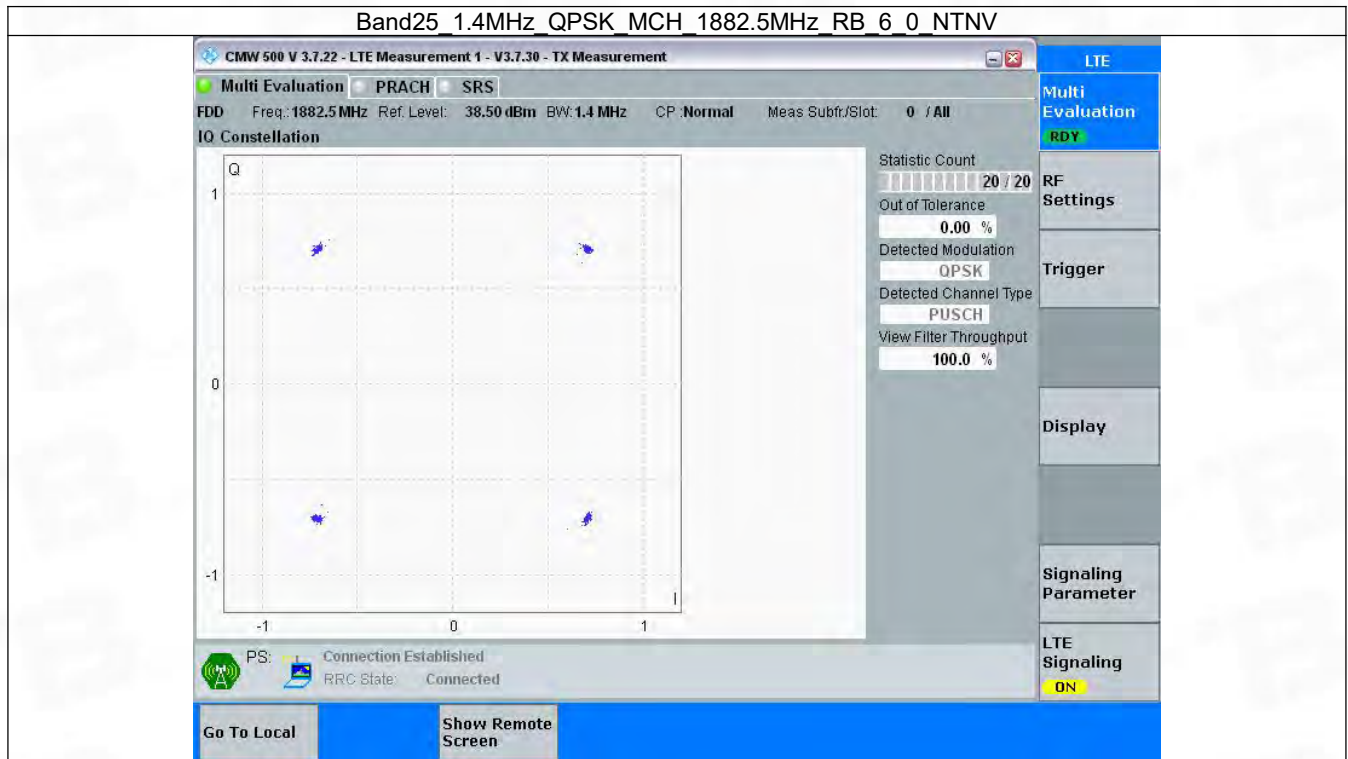 Band25_1.4MHz_QPSK_MCH_1882.5MHz_RB_6_0_NTNV
CMW 500 V 3.7.22 - LTE Measurement 1 - V3.7.30 - TX Measurement
LTE
Multi Evaluation PRACH SRS
FDD Freq.: 1882.5 MHz Ref. Level: 38.50 dBm BW: 1.4 MHz CP : Normal Meas Subfr./Slot: 0 / All
IQ Constellation
Multi
Evaluation
RDY
Q
1
0
-1
I
-1 0 1
Statistic Count
20 / 20
Out of Tolerance
0.00 %
Detected Modulation
QPSK
Detected Channel Type
PUSCH
View Filter Throughput
100.0 %
RF
Settings
Trigger
Display
Signaling
Parameter
LTE
Signaling
ON
PS: Connection Established
RRC State: Connected
Go To Local
Show Remote
Screen